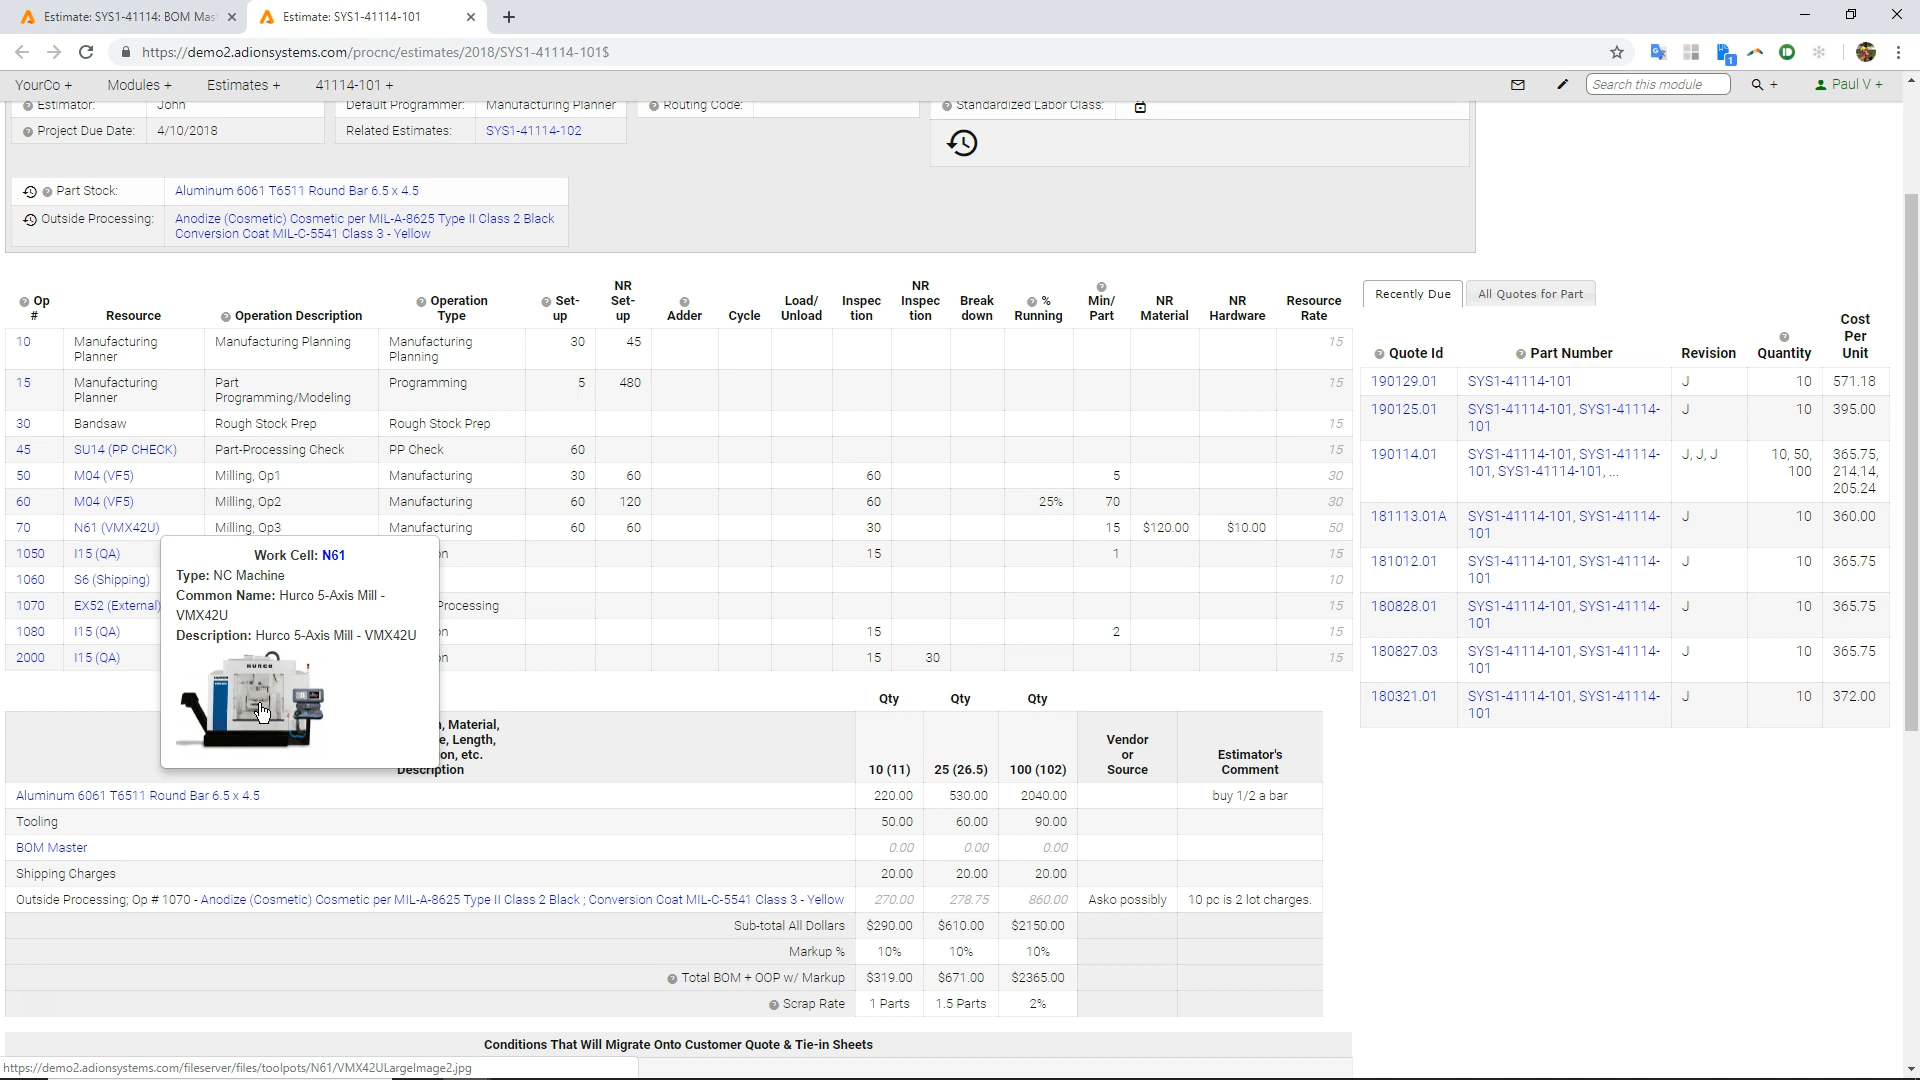 Estimate: SYS1-41114: BOM Mas
Estimate: SYS1-41114-101
https://demo2.adionsystems.com/procnc/estimates/2018/SYS1-41114-101$
1
YourCo +
Modules +
Estimates +
41114-101 +
Search this module
+
Paul V +
Estimator: John
Default Programmer: Manufacturing Planner
Routing Code:
Standardized Labor Class:
Project Due Date: 4/10/2018
Related Estimates: SYS1-41114-102
Part Stock: Aluminum 6061 T6511 Round Bar 6.5 x 4.5
Outside Processing: Anodize (Cosmetic) Cosmetic per MIL-A-8625 Type II Class 2 Black
Conversion Coat MIL-C-5541 Class 3 - Yellow
Op # Resource Operation Description Operation Type Set-up NR Set-up Adder Cycle Load/Unload Inspection NR Inspection Breakdown % Running Min/Part NR Material NR Hardware Resource Rate
10 Manufacturing Planner Manufacturing Planning Manufacturing Planning 30 45 15
15 Manufacturing Planner Part Programming/Modeling Programming 5 480 15
30 Bandsaw Rough Stock Prep Rough Stock Prep 15
45 SU14 (PP CHECK) Part-Processing Check PP Check 60 15
50 M04 (VF5) Milling, Op1 Manufacturing 30 60 60 5 30
60 M04 (VF5) Milling, Op2 Manufacturing 60 120 60 25% 70 30
70 N61 (VMX42U) Milling, Op3 Manufacturing 60 60 30 15 $120.00 $10.00 50
1050 I15 (QA) on 15 1 15
1060 S6 (Shipping) 10
1070 EX52 (External) Processing 15
1080 I15 (QA) on 15 2 15
2000 I15 (QA) on 15 30 15
Work Cell: N61
Type: NC Machine
Common Name: Hurco 5-Axis Mill -
VMX42U
Description: Hurco 5-Axis Mill - VMX42U
HURCO
Recently Due
All Quotes for Part
Quote Id Part Number Revision Quantity Cost Per Unit
190129.01 SYS1-41114-101 J 10 571.18
190125.01 SYS1-41114-101, SYS1-41114-101 J 10 395.00
190114.01 SYS1-41114-101, SYS1-41114-101, SYS1-41114-101, ... J, J, J 10, 50, 100 365.75, 214.14, 205.24
181113.01A SYS1-41114-101, SYS1-41114-101 J 10 360.00
181012.01 SYS1-41114-101, SYS1-41114-101 J 10 365.75
180828.01 SYS1-41114-101, SYS1-41114-101 J 10 365.75
180827.03 SYS1-41114-101, SYS1-41114-101 J 10 365.75
180321.01 SYS1-41114-101, SYS1-41114-101 J 10 372.00
Qty Qty Qty
, Material,
e, Length,
on, etc.
Description
10 (11) 25 (26.5) 100 (102) Vendor or Source Estimator's Comment
Aluminum 6061 T6511 Round Bar 6.5 x 4.5 220.00 530.00 2040.00 buy 1/2 a bar
Tooling 50.00 60.00 90.00
BOM Master 0.00 0.00 0.00
Shipping Charges 20.00 20.00 20.00
Outside Processing; Op # 1070 - Anodize (Cosmetic) Cosmetic per MIL-A-8625 Type II Class 2 Black ; Conversion Coat MIL-C-5541 Class 3 - Yellow 270.00 278.75 860.00 Asko possibly 10 pc is 2 lot charges.
Sub-total All Dollars $290.00 $610.00 $2150.00
Markup % 10% 10% 10%
Total BOM + OOP w/ Markup $319.00 $671.00 $2365.00
Scrap Rate 1 Parts 1.5 Parts 2%
Conditions That Will Migrate Onto Customer Quote & Tie-in Sheets
https://demo2.adionsystems.com/fileserver/files/toolpots/N61/VMX42ULargeImage2.jpg